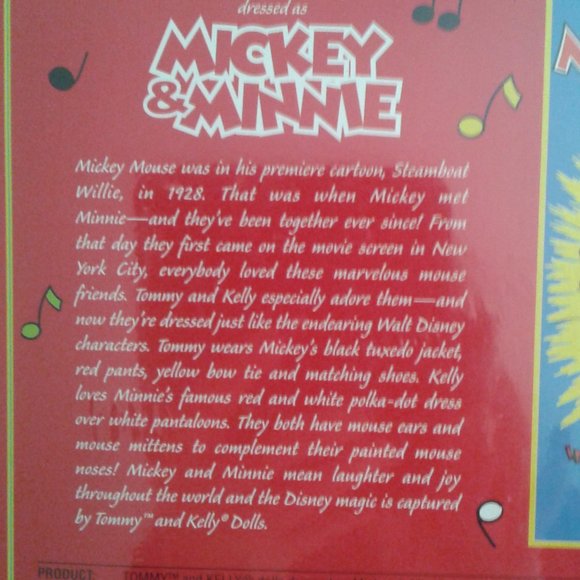 dressed as
MICKEY
& MINNIE
Mickey Mouse was in his premiere cartoon, Steamboat
Willie, in 1928. That was when Mickey met
Minnie—and they've been together ever since! From
that day they first came on the movie screen in New
York City, everybody loved these marvelous mouse
friends. Tommy and Kelly especially adore them—and
now they're dressed just like the endearing Walt Disney
characters. Tommy wears Mickey's black tuxedo jacket,
red pants, yellow bow tie and matching shoes. Kelly
loves Minnie's famous red and white polka-dot dress
over white pantaloons. They both have mouse ears and
mouse mittens to complement their painted mouse
noses! Mickey and Minnie mean laughter and joy
throughout the world and the Disney magic is captured
by Tommy™ and Kelly® Dolls.
PRODUCT: TOMMY™ and KELLY®